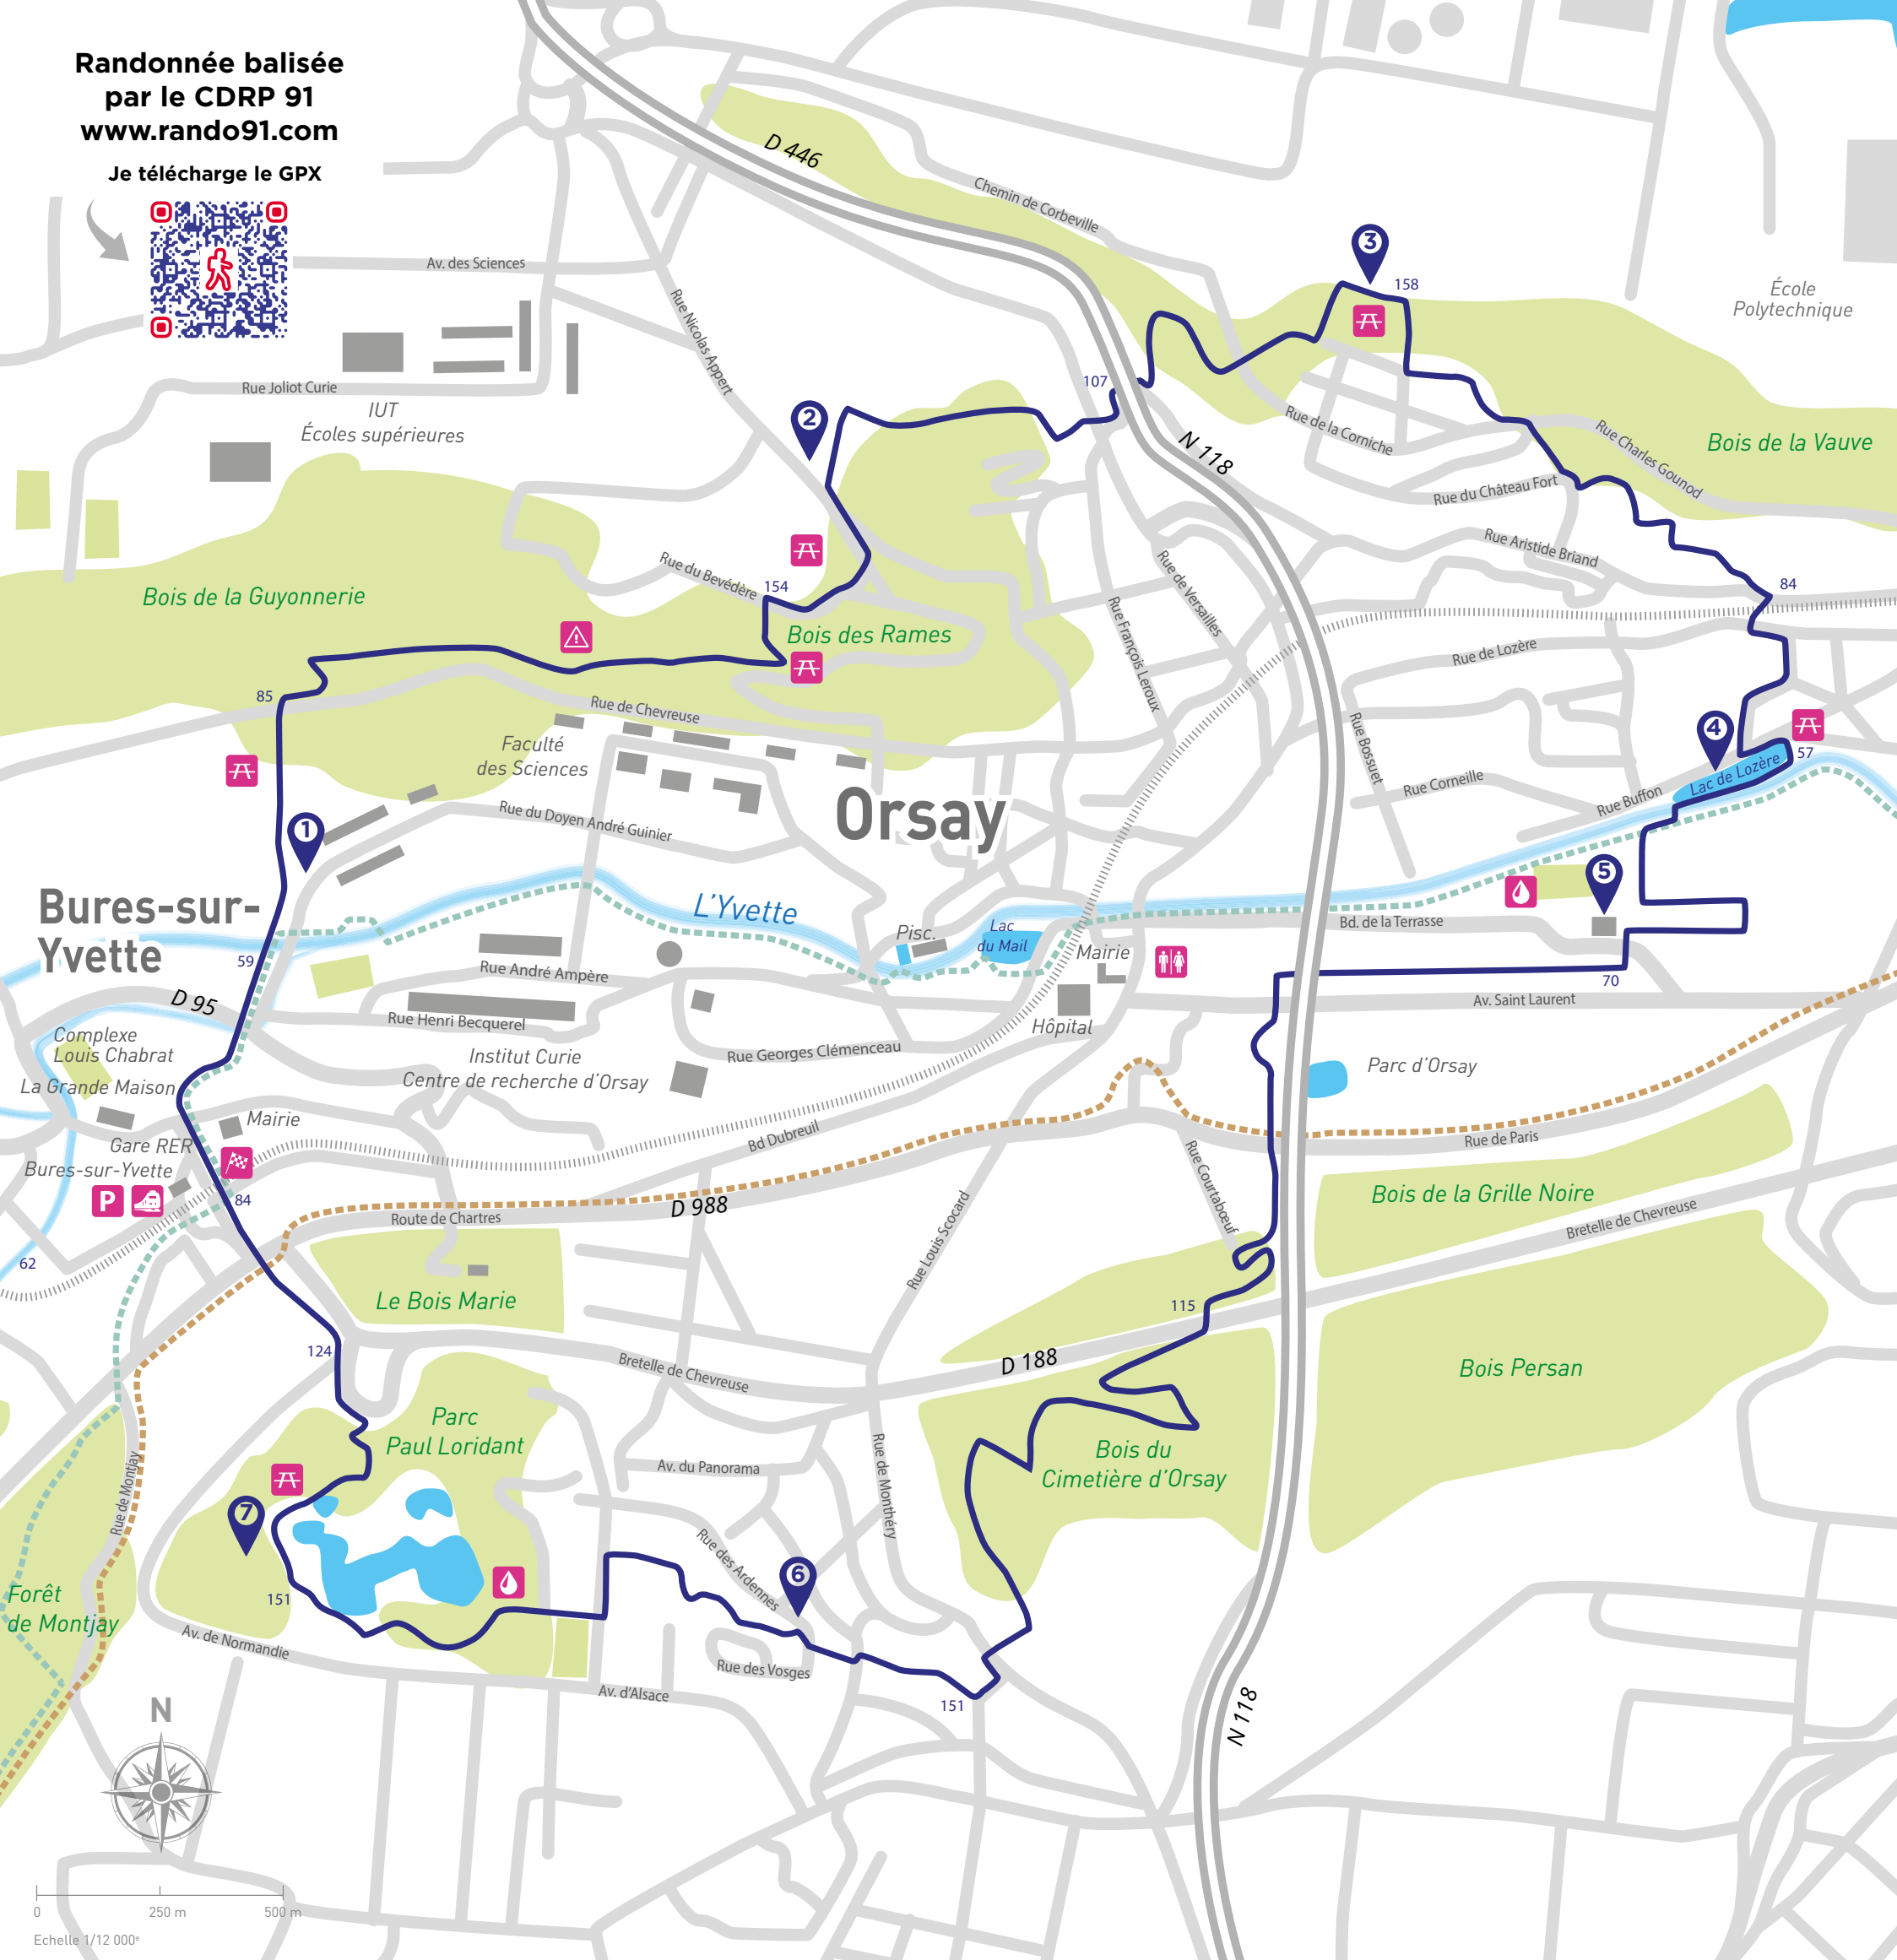 Randonnée balisée
par le CDRP 91
www.rando91.com
Je télécharge le GPX
D 446
Chemin de Corbeville
3
158
École
Polytechnique
Av. des Sciences
Rue Nicolas Appert
Rue Joliot Curie
IUT
Écoles supérieures
2
107
N 118
Rue de la Corniche
Rue Charles Gounod
Bois de la Vauve
Rue du Château Fort
Rue Aristide Briand
Rue du Bevédère
154
84
Bois de la Guyonnerie
Bois des Rames
Rue de Versailles
Rue François Leroux
Rue de Lozère
85
Rue de Chevreuse
Faculté
des Sciences
Rue Bossuet
4
57
Lac de Lozère
Rue Corneille
Rue Buffon
1
Rue du Doyen André Guinier
Orsay
5
Bures-sur-
Yvette
L'Yvette
Pisc.
Lac
du Mail
Mairie
Bd. de la Terrasse
59
Rue André Ampère
70
D 95
Rue Henri Becquerel
Hôpital
Av. Saint Laurent
Complexe
Louis Chabrat
Institut Curie
Centre de recherche d'Orsay
Rue Georges Clémenceau
Parc d'Orsay
La Grande Maison
Mairie
Gare RER
Bures-sur-Yvette
P
Bd Dubreuil
Rue de Paris
84
Rue Courtabœuf
Bois de la Grille Noire
D 988
Route de Chartres
Rue Louis Scocard
Bretelle de Chevreuse
62
Le Bois Marie
115
124
Bretelle de Chevreuse
D 188
Bois Persan
Parc
Paul Loridant
Bois du
Cimetière d'Orsay
Av. du Panorama
Rue de Monthéry
Rue de Montjay
7
Rue des Ardennes
6
151
Forêt
de Montjay
Av. de Normandie
Rue des Vosges
Av. d'Alsace
151
N 118
N
0
250 m
500 m
Echelle 1/12 000e